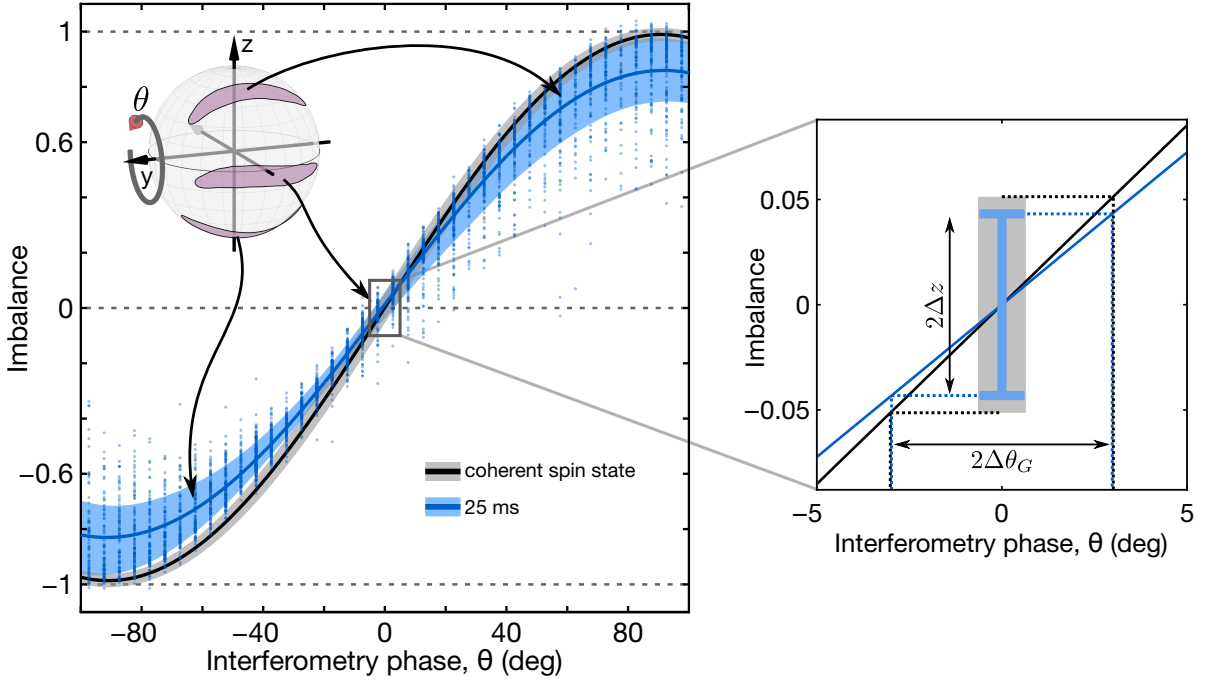 1
0.6
0
−0.6
−1
Imbalance
−80
−40
0
40
80
Interferometry phase, θ (deg)
z
θ
y
coherent spin state
25 ms
0.05
0
−0.05
Imbalance
2Δz
2Δθ_G
-5
0
5
Interferometry phase, θ (deg)